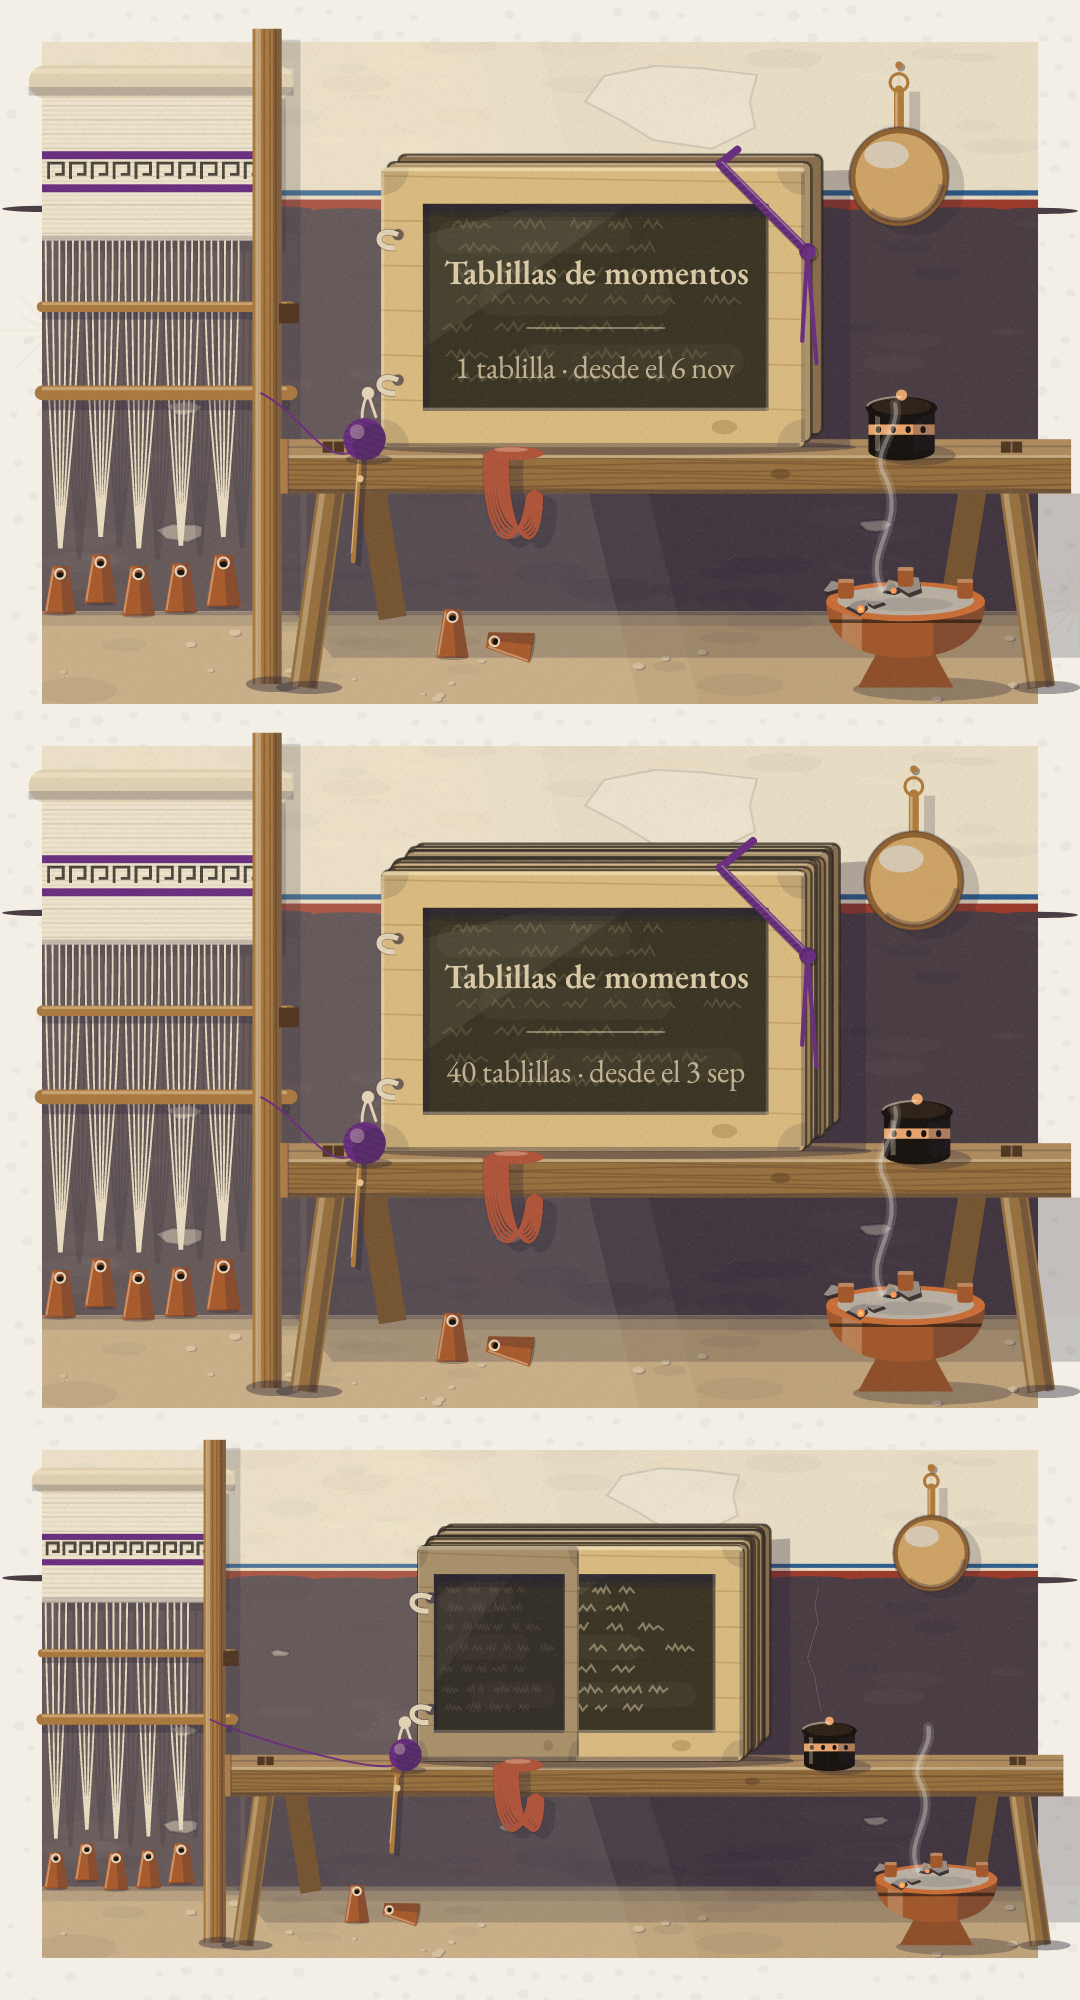 Tablillas de momentos
1 tablilla · desde el 6 nov
Tablillas de momentos
40 tablillas · desde el 3 sep